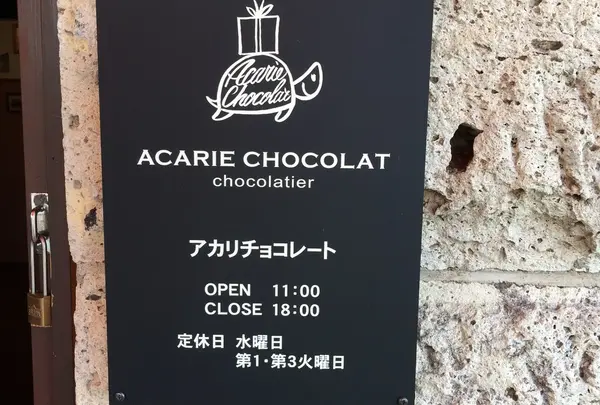 Acarie
Chocolat
ACARIE CHOCOLAT
chocolatier
アカリチョコレート
OPEN 11:00
CLOSE 18:00
定休日 水曜日
第1・第3火曜日